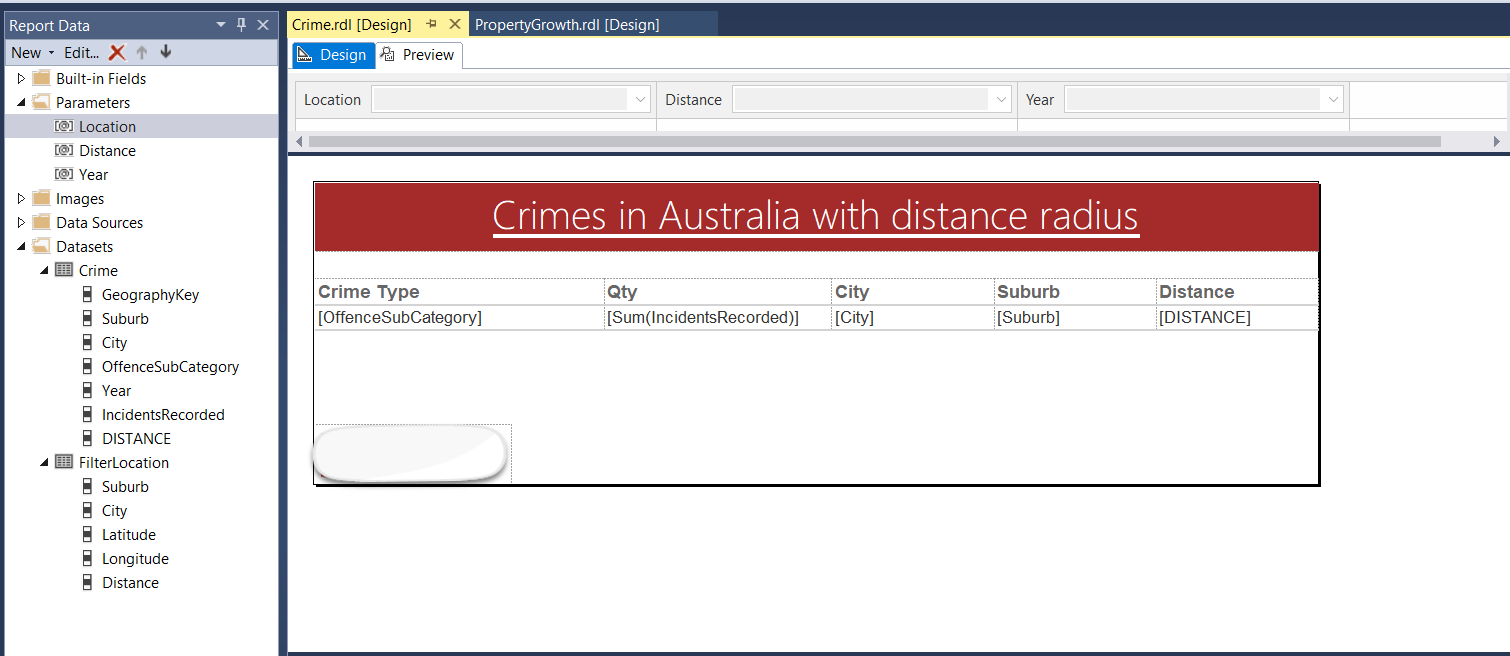 Report Data
New Edit...
Built-in Fields
Parameters
[@] Location
[@] Distance
[@] Year
Images
Data Sources
Datasets
Crime
GeographyKey
Suburb
City
OffenceSubCategory
Year
IncidentsRecorded
DISTANCE
FilterLocation
Suburb
City
Latitude
Longitude
Distance
Crime.rdl [Design] PropertyGrowth.rdl [Design]
Design Preview
Location Distance Year
Crimes in Australia with distance radius
Crime Type Qty City Suburb Distance
[OffenceSubCategory] [Sum(IncidentsRecorded)] [City] [Suburb] [DISTANCE]